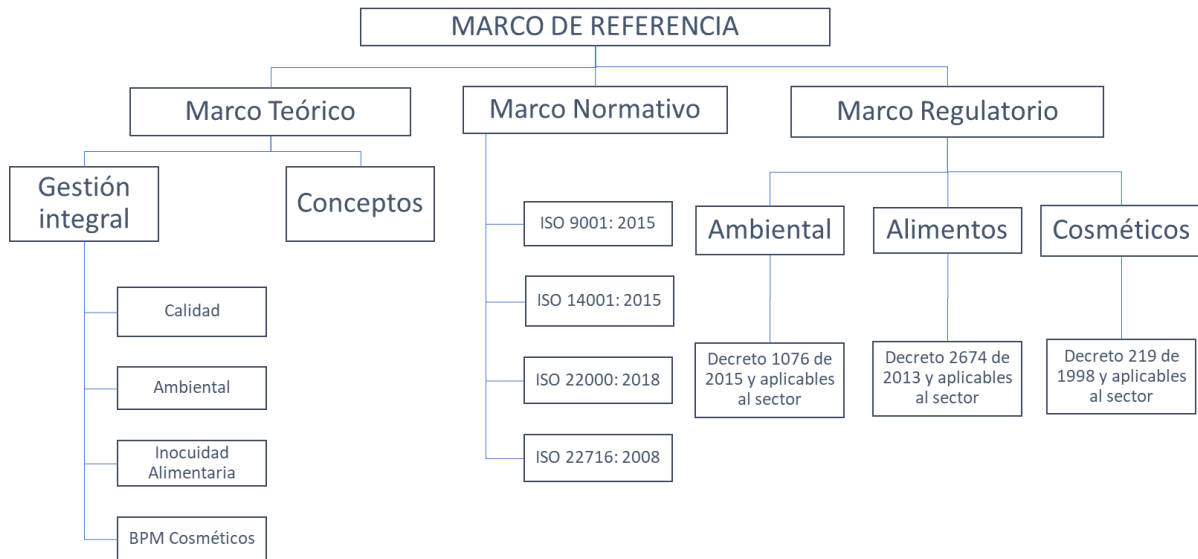 MARCO DE REFERENCIA
Marco Teórico
Marco Normativo
Marco Regulatorio
Gestión
integral
Conceptos
Calidad
Ambiental
Inocuidad
Alimentaria
BPM Cosméticos
ISO 9001: 2015
ISO 14001: 2015
ISO 22000: 2018
ISO 22716: 2008
Ambiental
Alimentos
Cosméticos
Decreto 1076 de
2015 y aplicables
al sector
Decreto 2674 de
2013 y aplicables
al sector
Decreto 219 de
1998 y aplicables
al sector